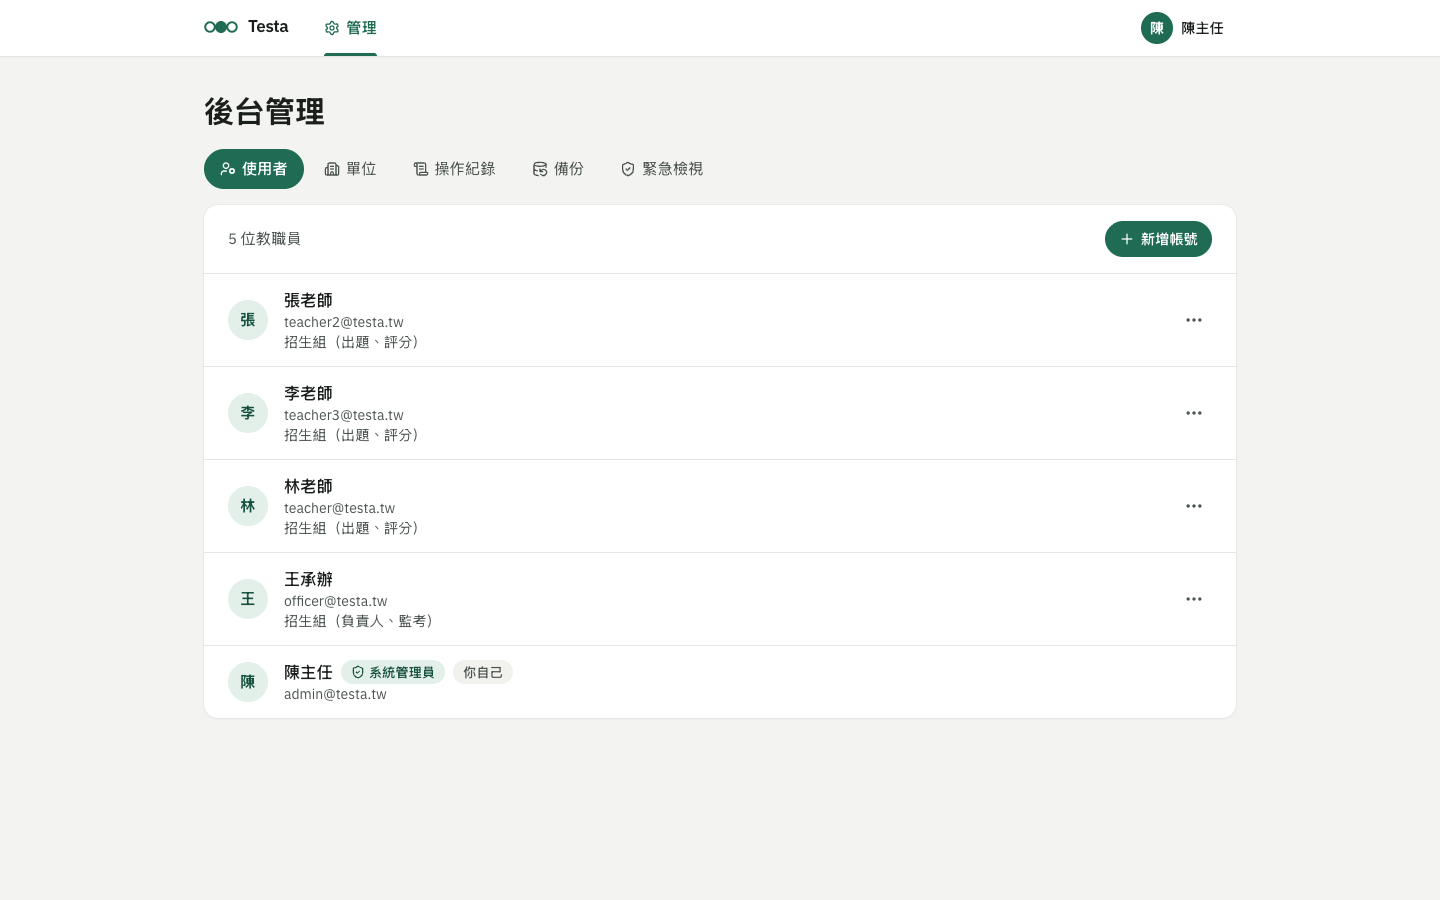 Testa
管理
陳
陳主任
後台管理
使用者
單位
操作紀錄
備份
緊急檢視
5 位教職員
新增帳號
張
張老師
teacher2@testa.tw
招生組（出題、評分）
李
李老師
teacher3@testa.tw
招生組（出題、評分）
林
林老師
teacher@testa.tw
招生組（出題、評分）
王
王承辦
officer@testa.tw
招生組（負責人、監考）
陳
陳主任 系統管理員 你自己
admin@testa.tw